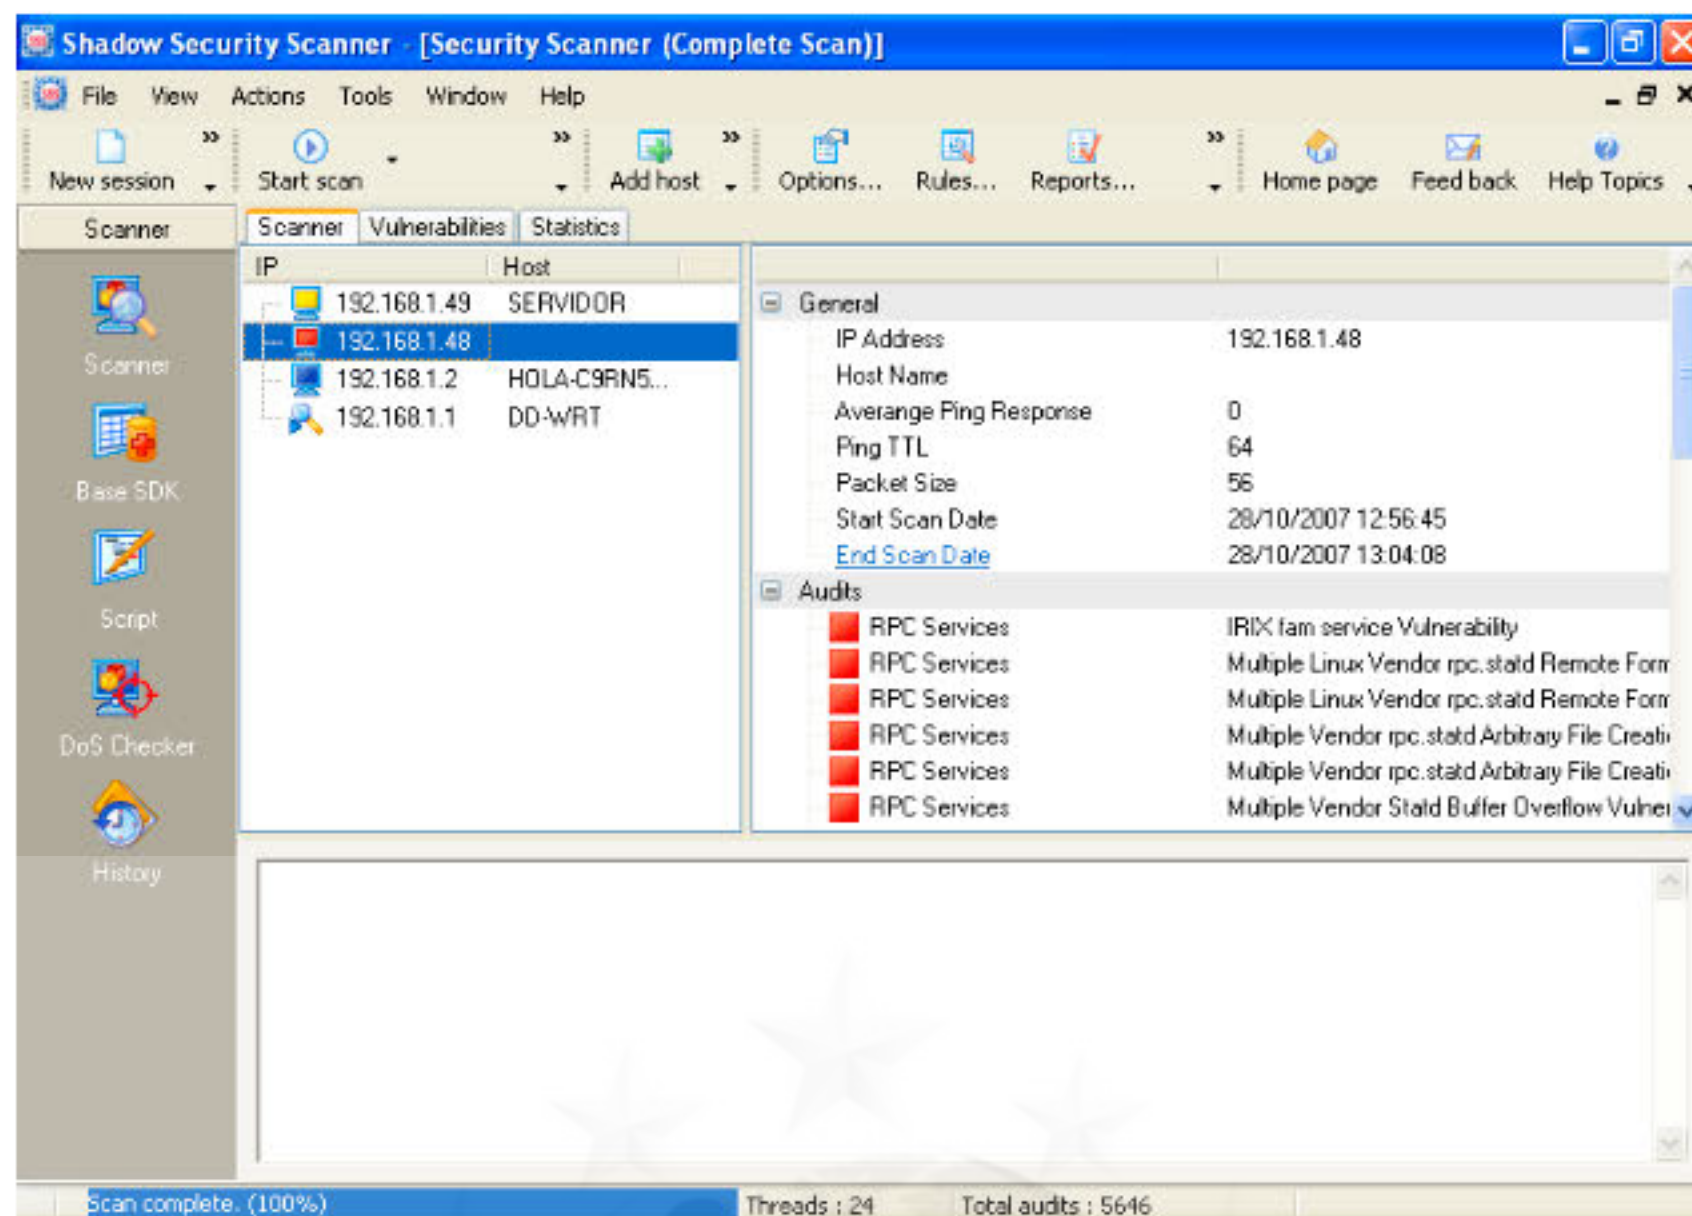 Shadow Security Scanner - [Security Scanner (Complete Scan)]
File View Actions Tools Window Help
New session Start scan Add host Options... Rules... Reports... Home page Feed back Help Topics
Scanner
Scanner Vulnerabilities Statistics
IP Host
192.168.1.49 SERVIDOR
192.168.1.48
192.168.1.2 HOLA-C9RN5...
192.168.1.1 DD-WRT
General
IP Address 192.168.1.48
Host Name
Averange Ping Response 0
Ping TTL 64
Packet Size 56
Start Scan Date 28/10/2007 12:56:45
End Scan Date 28/10/2007 13:04:08
Audits
RPC Services IRIX fam service Vulnerability
RPC Services Multiple Linux Vendor rpc.statd Remote Form
RPC Services Multiple Linux Vendor rpc.statd Remote Form
RPC Services Multiple Vendor rpc.statd Arbitrary File Creati
RPC Services Multiple Vendor rpc.statd Arbitrary File Creati
RPC Services Multiple Vendor Statd Buffer Overflow Vulner
Scanner
Base SDK
Script
DoS Checker
History
Scan complete. (100%) Threads : 24 Total audits : 5646